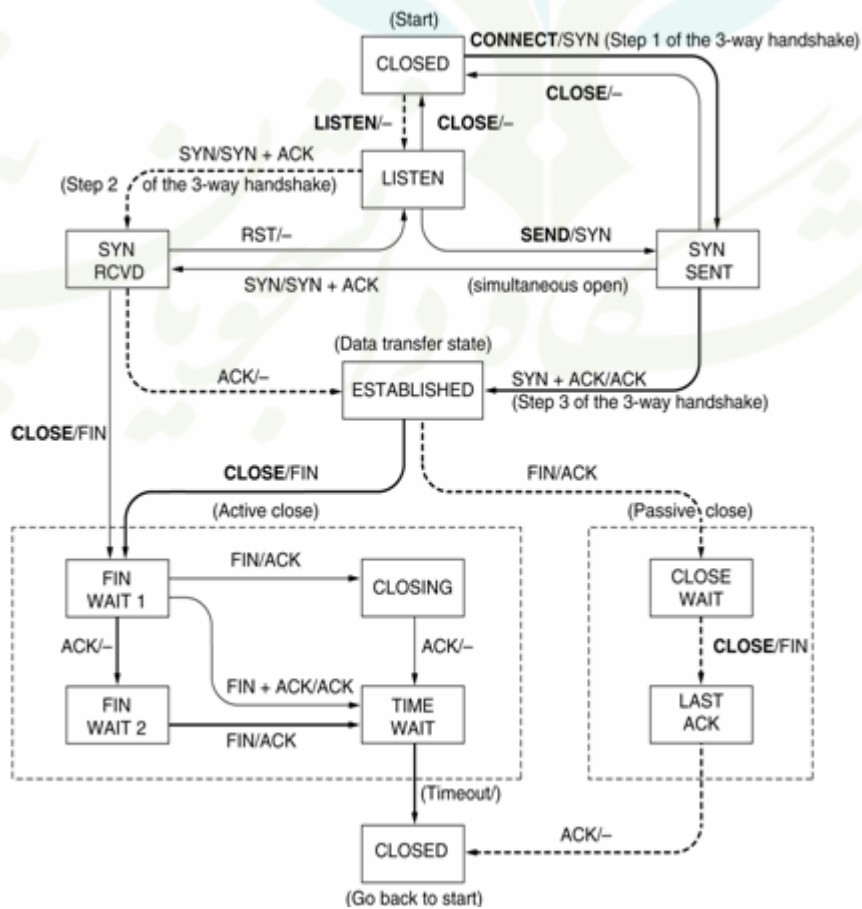 (Start)
CONNECT/SYN (Step 1 of the 3-way handshake)
CLOSED
CLOSE/–
LISTEN/–
CLOSE/–
SYN/SYN + ACK
(Step 2 of the 3-way handshake)
LISTEN
RST/–
SEND/SYN
SYN
RCVD
SYN
SENT
SYN/SYN + ACK
(simultaneous open)
(Data transfer state)
ACK/–
ESTABLISHED
SYN + ACK/ACK
(Step 3 of the 3-way handshake)
CLOSE/FIN
CLOSE/FIN
FIN/ACK
(Active close)
(Passive close)
FIN
WAIT 1
FIN/ACK
CLOSING
CLOSE
WAIT
ACK/–
ACK/–
CLOSE/FIN
FIN + ACK/ACK
FIN
WAIT 2
FIN/ACK
TIME
WAIT
LAST
ACK
(Timeout/)
CLOSED
ACK/–
(Go back to start)